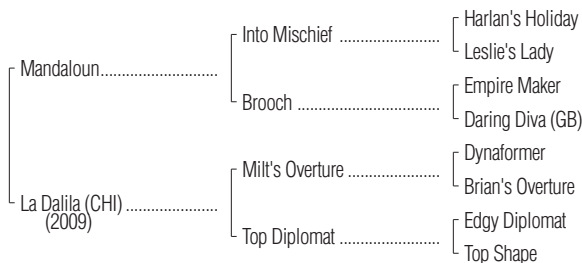 Harlan's Holiday
Into Mischief ........................
Leslie's Lady
Mandaloun............................
Empire Maker
Brooch ..................................
Daring Diva (GB)
Dynaformer
Milt's Overture .......................
Brian's Overture
La Dalila (CHI) ......................
(2009)
Edgy Diplomat
Top Diplomat ........................
Top Shape